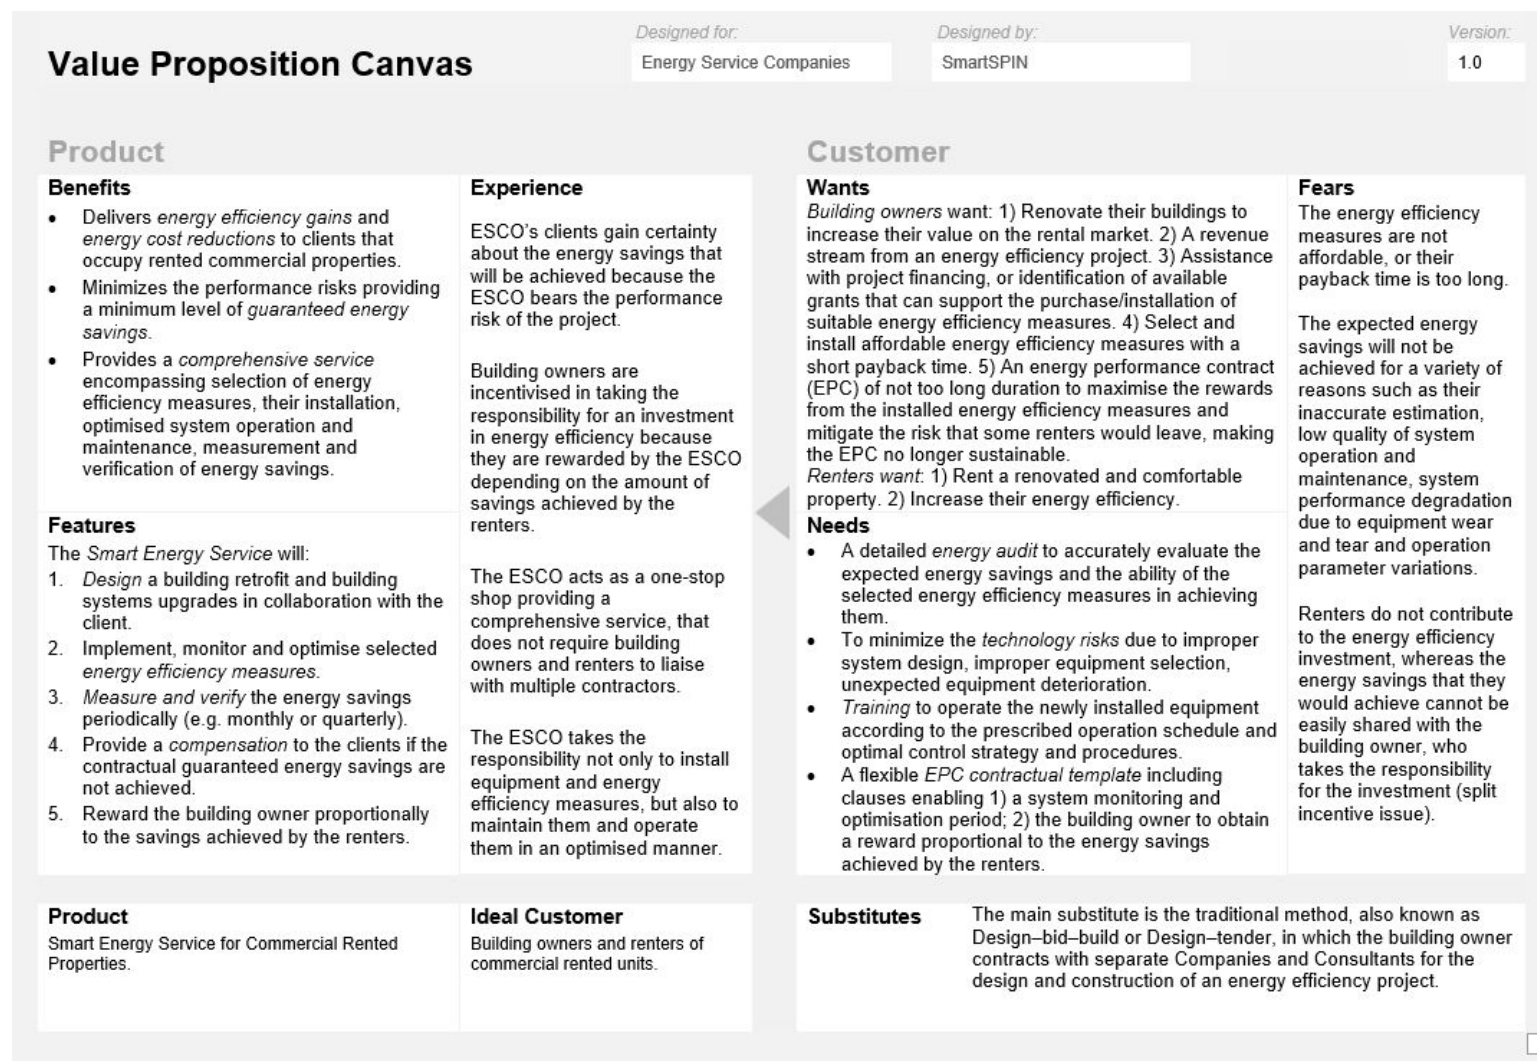 Value Proposition Canvas
Designed for:
Energy Service Companies
Designed by:
SmartSPIN
Version:
1.0
Product
Benefits
• Delivers energy efficiency gains and
energy cost reductions to clients that
occupy rented commercial properties.
• Minimizes the performance risks providing
a minimum level of guaranteed energy
savings.
• Provides a comprehensive service
encompassing selection of energy
efficiency measures, their installation,
optimised system operation and
maintenance, measurement and
verification of energy savings.
Features
The Smart Energy Service will:
1. Design a building retrofit and building
systems upgrades in collaboration with the
client.
2. Implement, monitor and optimise selected
energy efficiency measures.
3. Measure and verify the energy savings
periodically (e.g. monthly or quarterly).
4. Provide a compensation to the clients if the
contractual guaranteed energy savings are
not achieved.
5. Reward the building owner proportionally
to the savings achieved by the renters.
Experience
ESCO's clients gain certainty
about the energy savings that
will be achieved because the
ESCO bears the performance
risk of the project.
Building owners are
incentivised in taking the
responsibility for an investment
in energy efficiency because
they are rewarded by the ESCO
depending on the amount of
savings achieved by the
renters.
The ESCO acts as a one-stop
shop providing a
comprehensive service, that
does not require building
owners and renters to liaise
with multiple contractors.
The ESCO takes the
responsibility not only to install
equipment and energy
efficiency measures, but also to
maintain them and operate
them in an optimised manner.
Customer
Wants
Building owners want: 1) Renovate their buildings to
increase their value on the rental market. 2) A revenue
stream from an energy efficiency project. 3) Assistance
with project financing, or identification of available
grants that can support the purchase/installation of
suitable energy efficiency measures. 4) Select and
install affordable energy efficiency measures with a
short payback time. 5) An energy performance contract
(EPC) of not too long duration to maximise the rewards
from the installed energy efficiency measures and
mitigate the risk that some renters would leave, making
the EPC no longer sustainable.
Renters want: 1) Rent a renovated and comfortable
property. 2) Increase their energy efficiency.
Needs
• A detailed energy audit to accurately evaluate the
expected energy savings and the ability of the
selected energy efficiency measures in achieving
them.
• To minimize the technology risks due to improper
system design, improper equipment selection,
unexpected equipment deterioration.
• Training to operate the newly installed equipment
according to the prescribed operation schedule and
optimal control strategy and procedures.
• A flexible EPC contractual template including
clauses enabling 1) a system monitoring and
optimisation period; 2) the building owner to obtain
a reward proportional to the energy savings
achieved by the renters.
Fears
The energy efficiency
measures are not
affordable, or their
payback time is too long.
The expected energy
savings will not be
achieved for a variety of
reasons such as their
inaccurate estimation,
low quality of system
operation and
maintenance, system
performance degradation
due to equipment wear
and tear and operation
parameter variations.
Renters do not contribute
to the energy efficiency
investment, whereas the
energy savings that they
would achieve cannot be
easily shared with the
building owner, who
takes the responsibility
for the investment (split
incentive issue).
Product
Smart Energy Service for Commercial Rented
Properties.
Ideal Customer
Building owners and renters of
commercial rented units.
Substitutes
The main substitute is the traditional method, also known as
Design–bid–build or Design–tender, in which the building owner
contracts with separate Companies and Consultants for the
design and construction of an energy efficiency project.